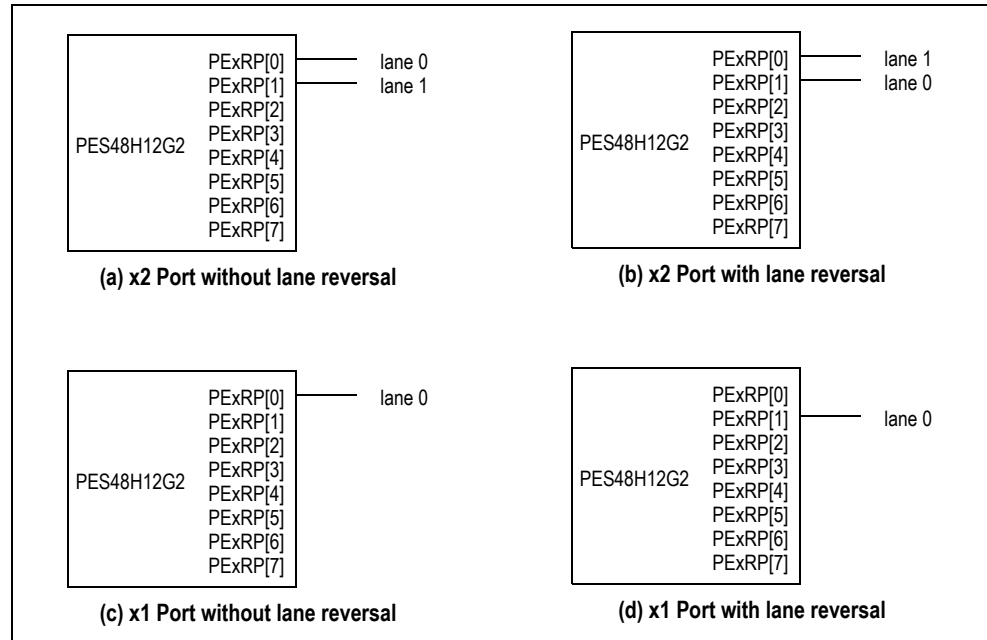 PES48H12G2
PExRP[0] lane 0
PExRP[1] lane 1
PExRP[2]
PExRP[3]
PExRP[4]
PExRP[5]
PExRP[6]
PExRP[7]
(a) x2 Port without lane reversal
PES48H12G2
PExRP[0] lane 1
PExRP[1] lane 0
PExRP[2]
PExRP[3]
PExRP[4]
PExRP[5]
PExRP[6]
PExRP[7]
(b) x2 Port with lane reversal
PES48H12G2
PExRP[0] lane 0
PExRP[1]
PExRP[2]
PExRP[3]
PExRP[4]
PExRP[5]
PExRP[6]
PExRP[7]
(c) x1 Port without lane reversal
PES48H12G2
PExRP[0]
PExRP[1] lane 0
PExRP[2]
PExRP[3]
PExRP[4]
PExRP[5]
PExRP[6]
PExRP[7]
(d) x1 Port with lane reversal